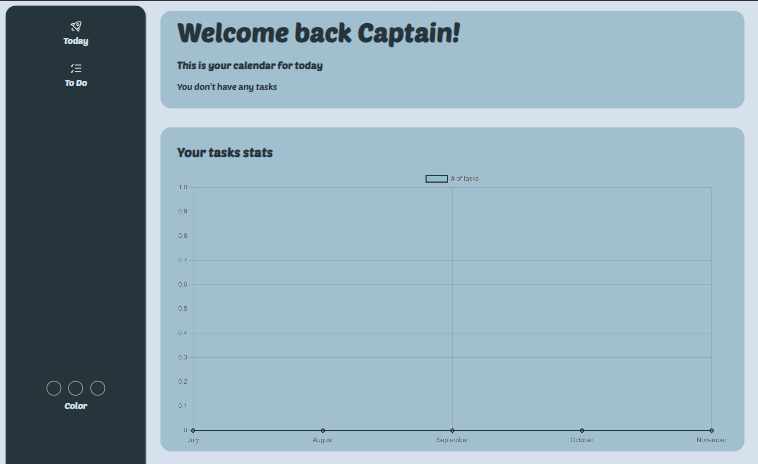 Today
To Do
Color
Welcome back Captain!
This is your calendar for today
You don't have any tasks
Your tasks stats
# of tasks
1.0
0.9
0.8
0.7
0.6
0.5
0.4
0.3
0.2
0.1
0
July August September October November